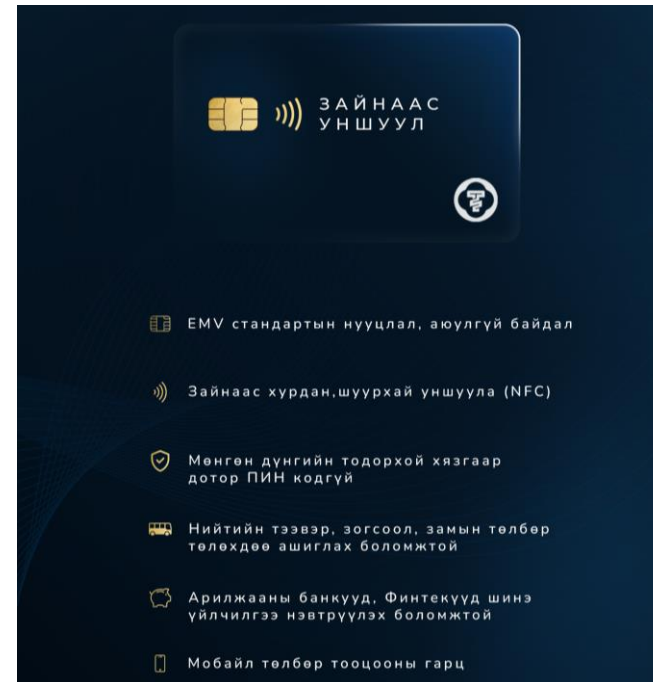 ЗАЙНААС
УНШУУЛ
EMV стандартын нууцлал, аюулгүй байдал
Зайнаас хурдан,шуурхай уншуула (NFC)
Мөнгөн дүнгийн тодорхой хязгаар
дотор ПИН кодгүй
Нийтийн тээвэр, зогсоол, замын төлбөр
төлөхдөө ашиглах боломжтой
Арилжааны банкууд, Финтекүүд шинэ
үйлчилгээ нэвтрүүлэх боломжтой
Мобайл төлбөр тооцооны гарц